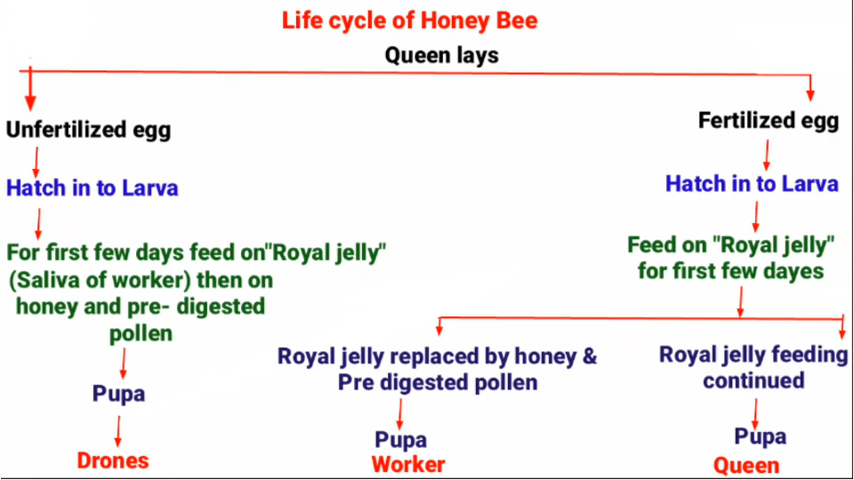 Life cycle of Honey Bee
Queen lays
Unfertilized egg
Hatch in to Larva
For first few days feed on"Royal jelly"
(Saliva of worker) then on
honey and pre- digested
pollen
Pupa
Drones
Fertilized egg
Hatch in to Larva
Feed on "Royal jelly"
for first few dayes
Royal jelly replaced by honey &
Pre digested pollen
Pupa
Worker
Royal jelly feeding
continued
Pupa
Queen